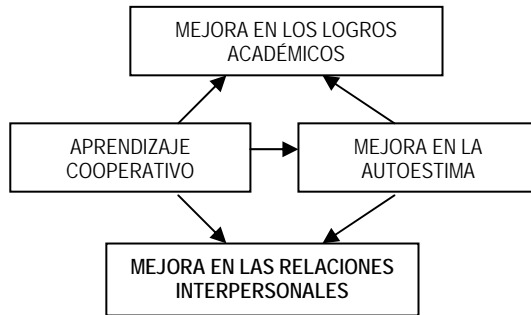 MEJORA EN LOS LOGROS
ACADÉMICOS
APRENDIZAJE
COOPERATIVO
MEJORA EN LA
AUTOESTIMA
MEJORA EN LAS RELACIONES
INTERPERSONALES